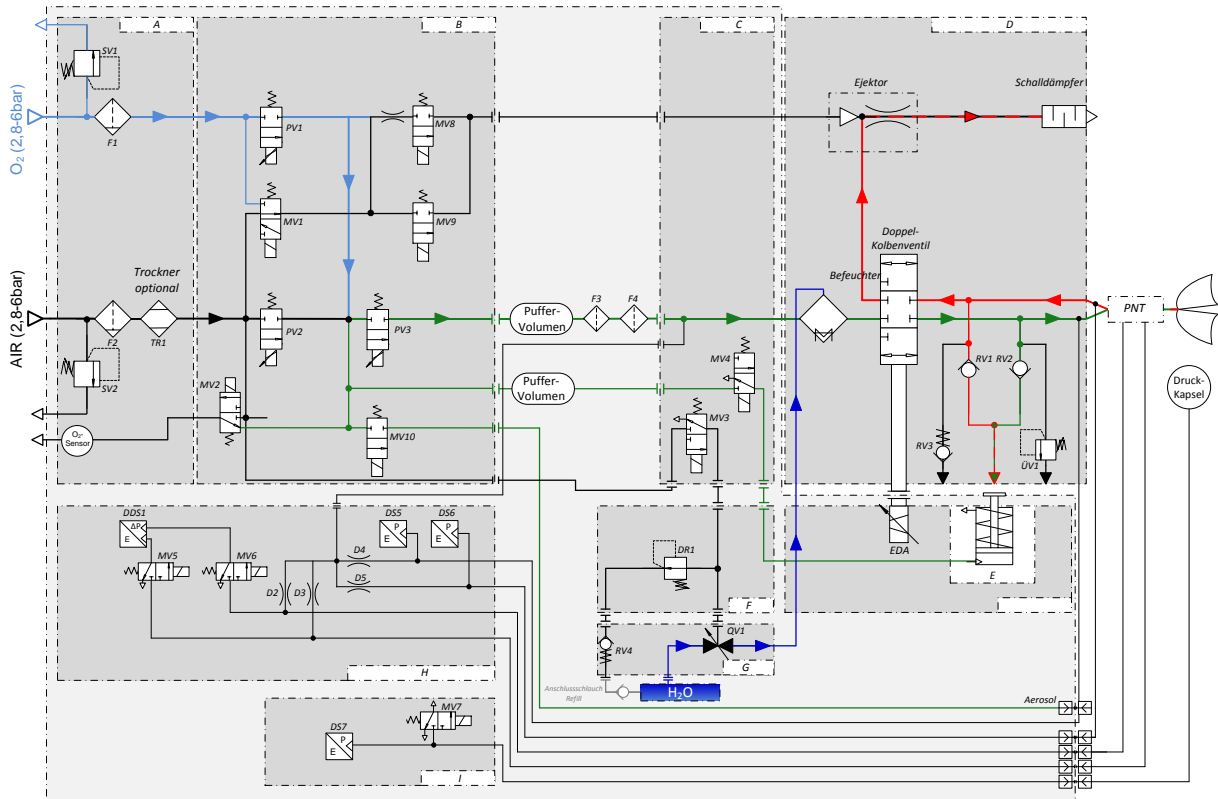 A
B
C
D
SV1
Ejektor
Schalldämpfer
O₂ (2,8-6bar)
F1
PV1
MV8
MV1
MV9
Doppel-
Kolbenventil
Trockner
optional
Befeuchter
AIR (2,8-6bar)
F2
TR1
PV2
PV3
Puffer-
Volumen
F3
F4
PNT
SV2
MV2
Puffer-
Volumen
MV4
RV1
RV2
Druck-
Kapsel
O₂-
Sensor
MV10
MV3
RV3
ÜV1
DDS1
ΔP
E
DS5
P
E
DS6
P
E
MV5
MV6
D4
D5
D2
D3
DR1
EDA
E
F
QV1
RV4
G
H
Anschlussschlauch
Refill
H₂O
Aerosol
MV7
DS7
P
E
I